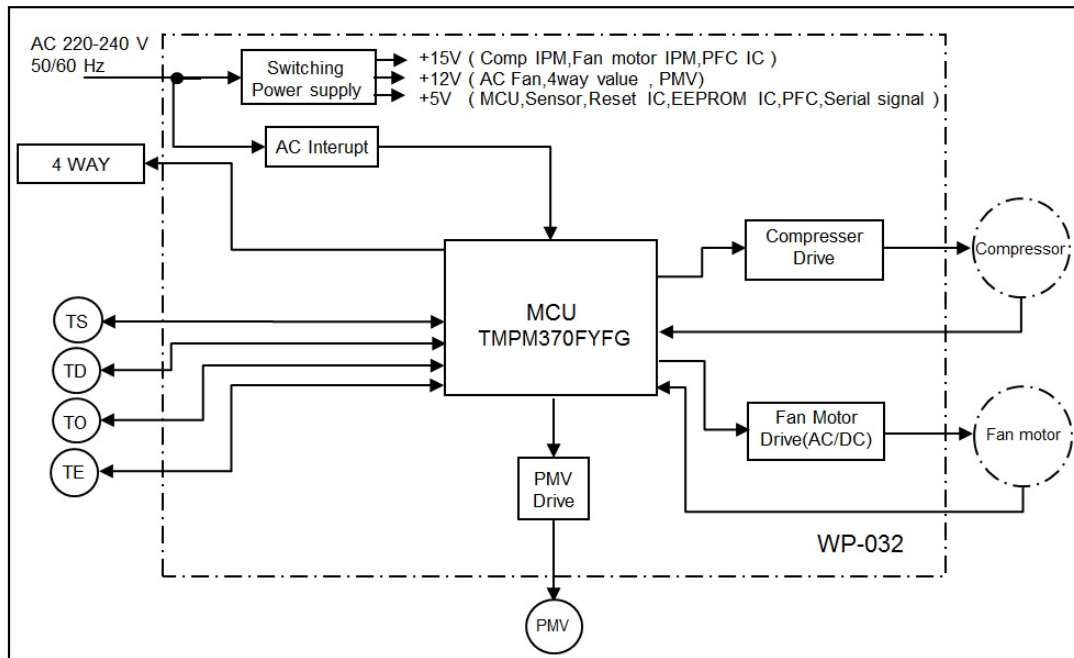 AC 220-240 V
50/60 Hz
Switching
Power supply
+15V ( Comp IPM,Fan motor IPM,PFC IC )
+12V ( AC Fan,4way value , PMV)
+5V ( MCU,Sensor,Reset IC,EEPROM IC,PFC,Serial signal )
AC Interupt
4 WAY
Compresser
Drive
Compressor
MCU
TMPM370FYFG
TS
TD
TO
TE
Fan Motor
Drive(AC/DC)
Fan motor
PMV
Drive
WP-032
PMV